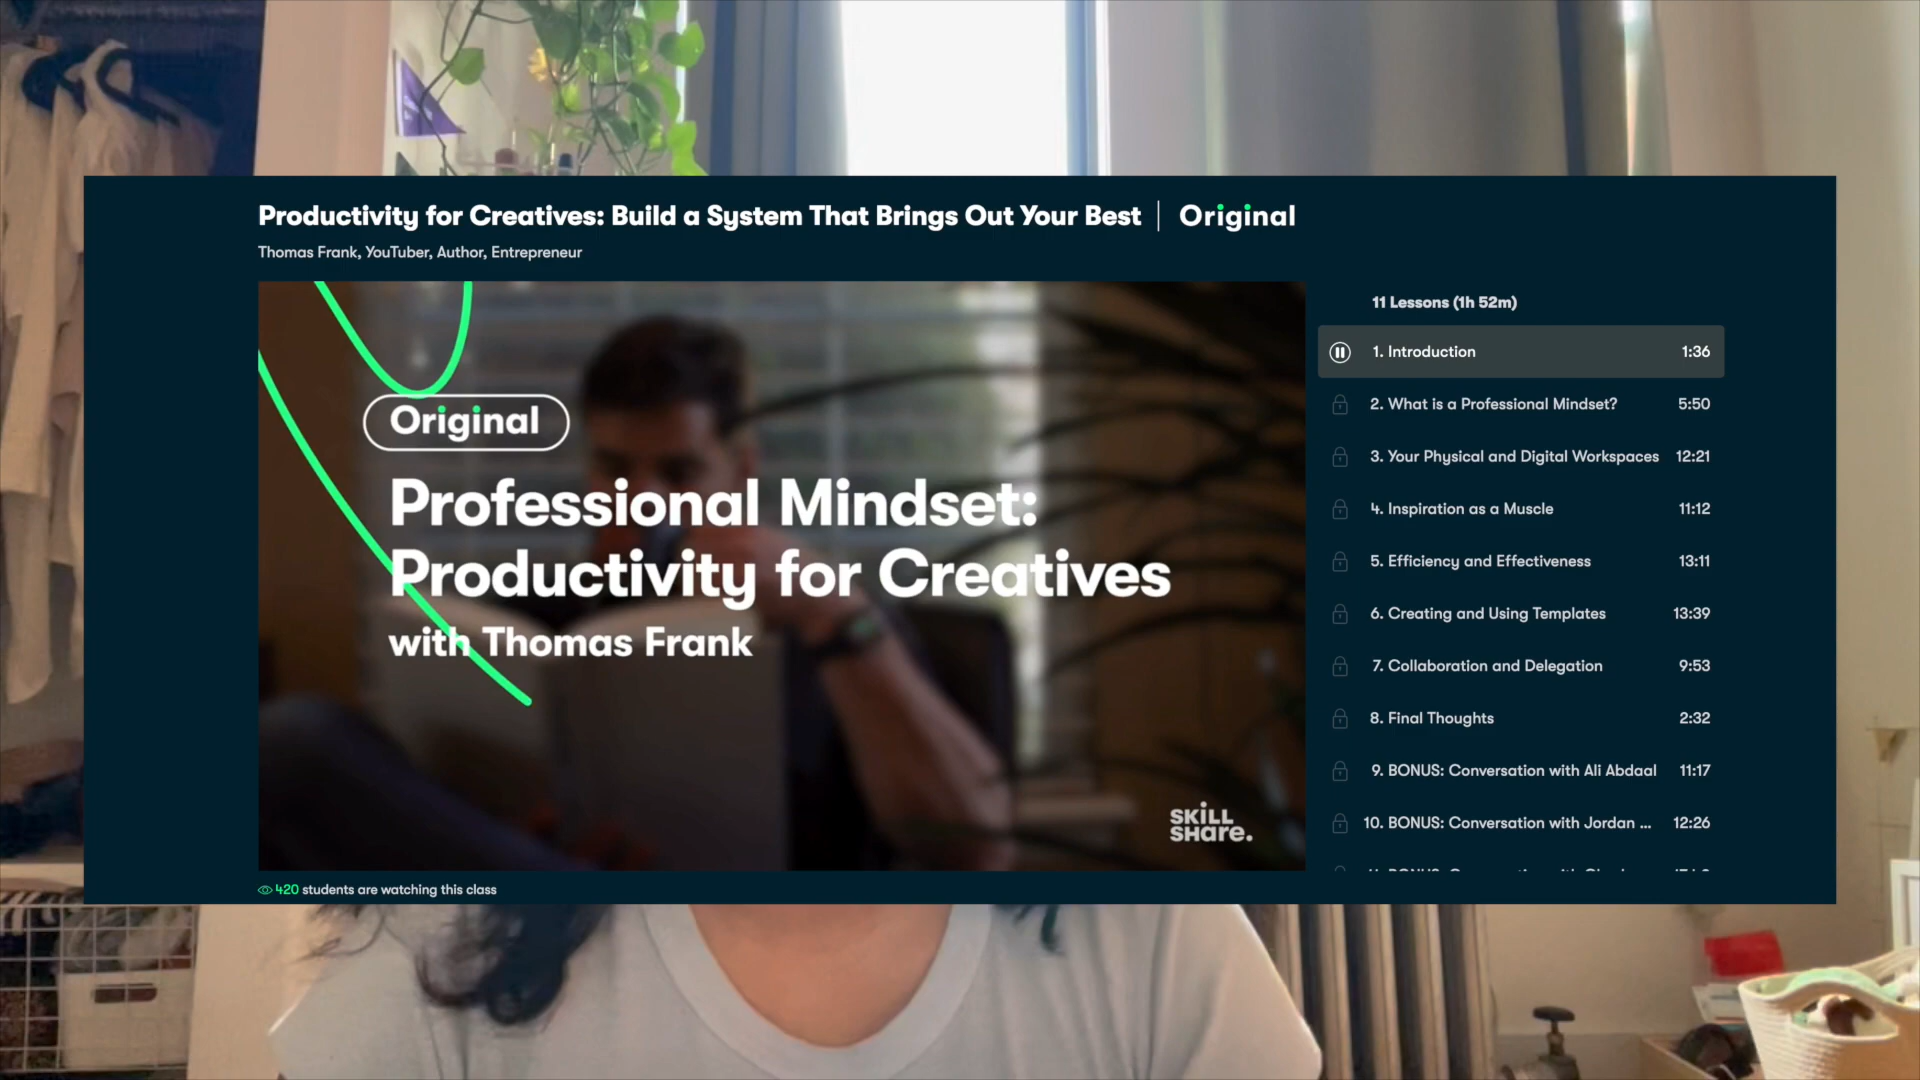 Productivity for Creatives: Build a System That Brings Out Your Best | Original
Thomas Frank, YouTuber, Author, Entrepreneur
Original
Professional Mindset:
Productivity for Creatives
with Thomas Frank
SKILL
SHARE.
420 students are watching this class
11 Lessons (1h 52m)
1. Introduction 1:36
2. What is a Professional Mindset? 5:50
3. Your Physical and Digital Workspaces 12:21
4. Inspiration as a Muscle 11:12
5. Efficiency and Effectiveness 13:11
6. Creating and Using Templates 13:39
7. Collaboration and Delegation 9:53
8. Final Thoughts 2:32
9. BONUS: Conversation with Ali Abdaal 11:17
10. BONUS: Conversation with Jordan ... 12:26